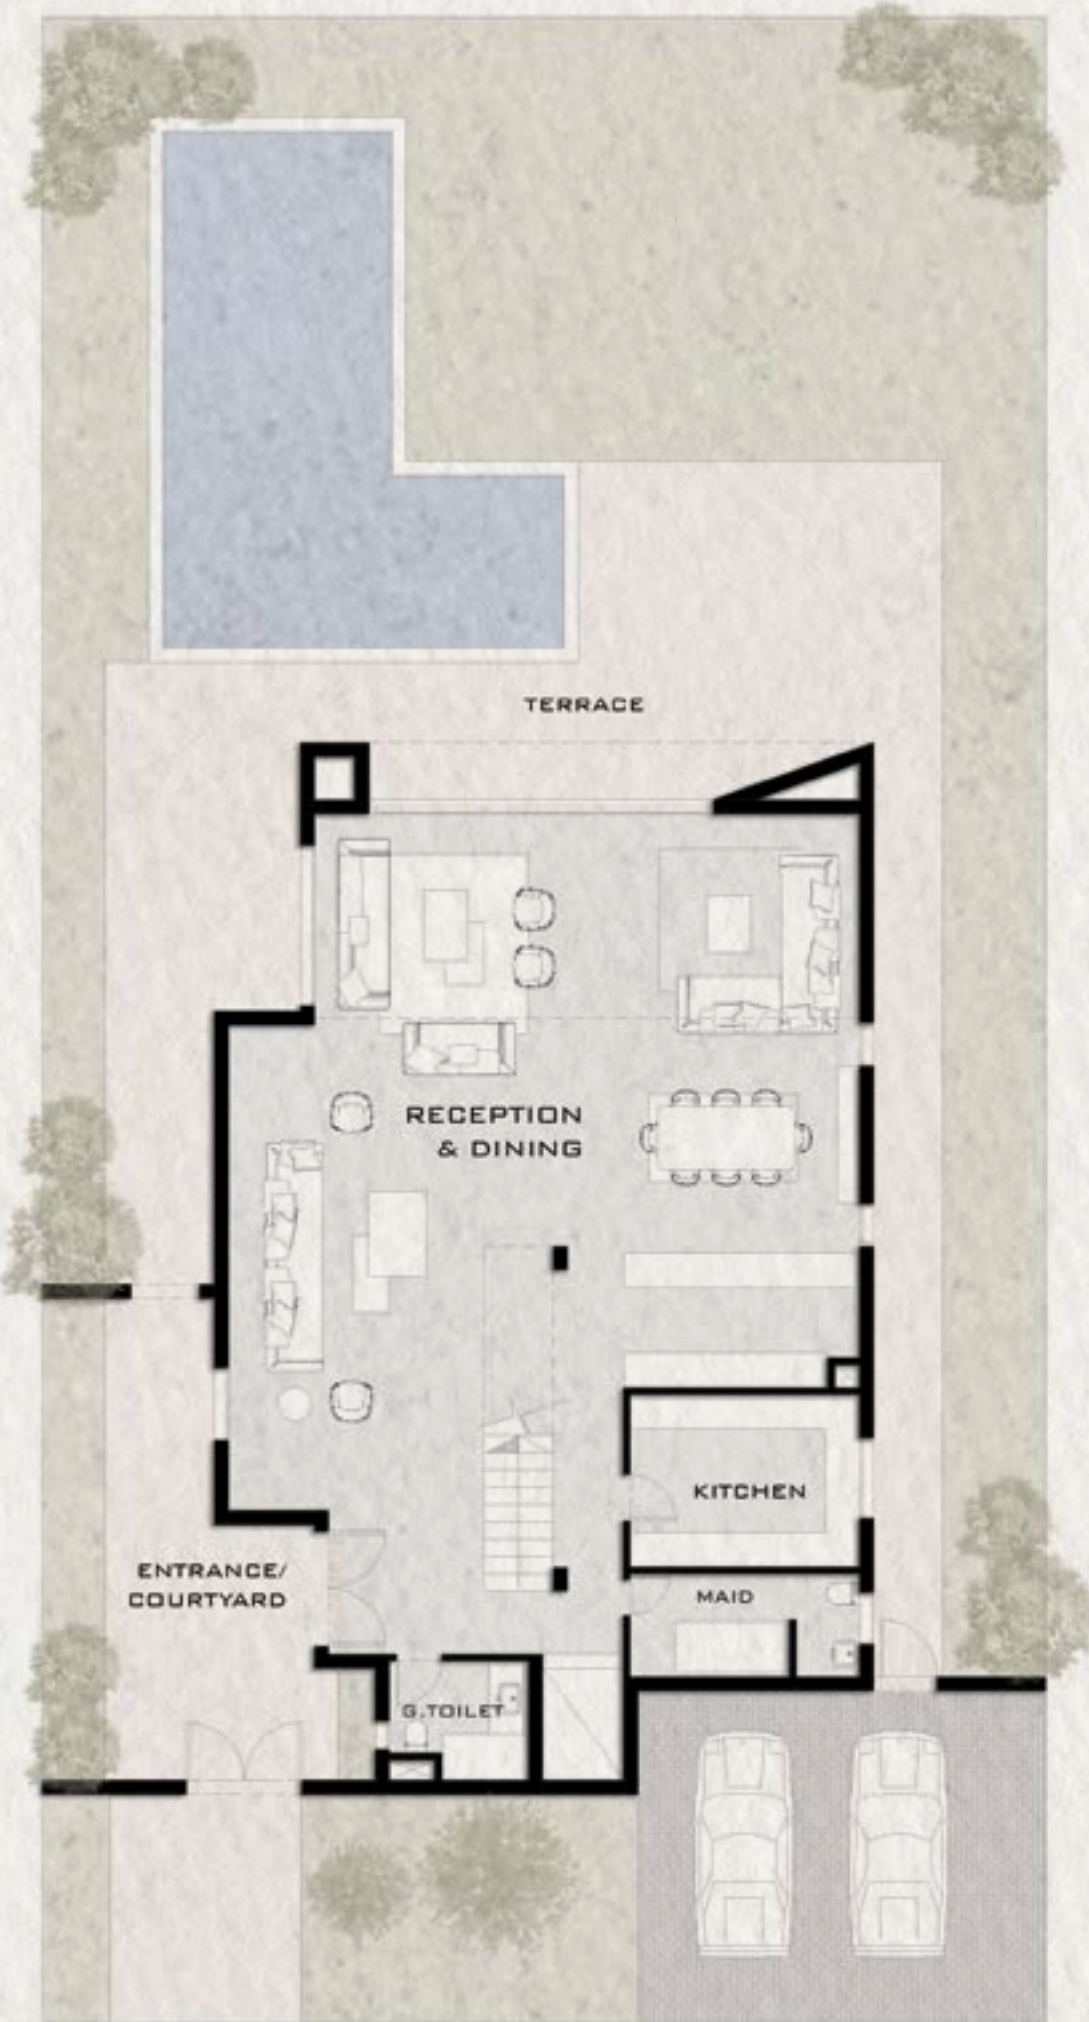 TERRACE
RECEPTION
& DINING
KITCHEN
ENTRANCE/
COURTYARD
MAID
G.TOILET